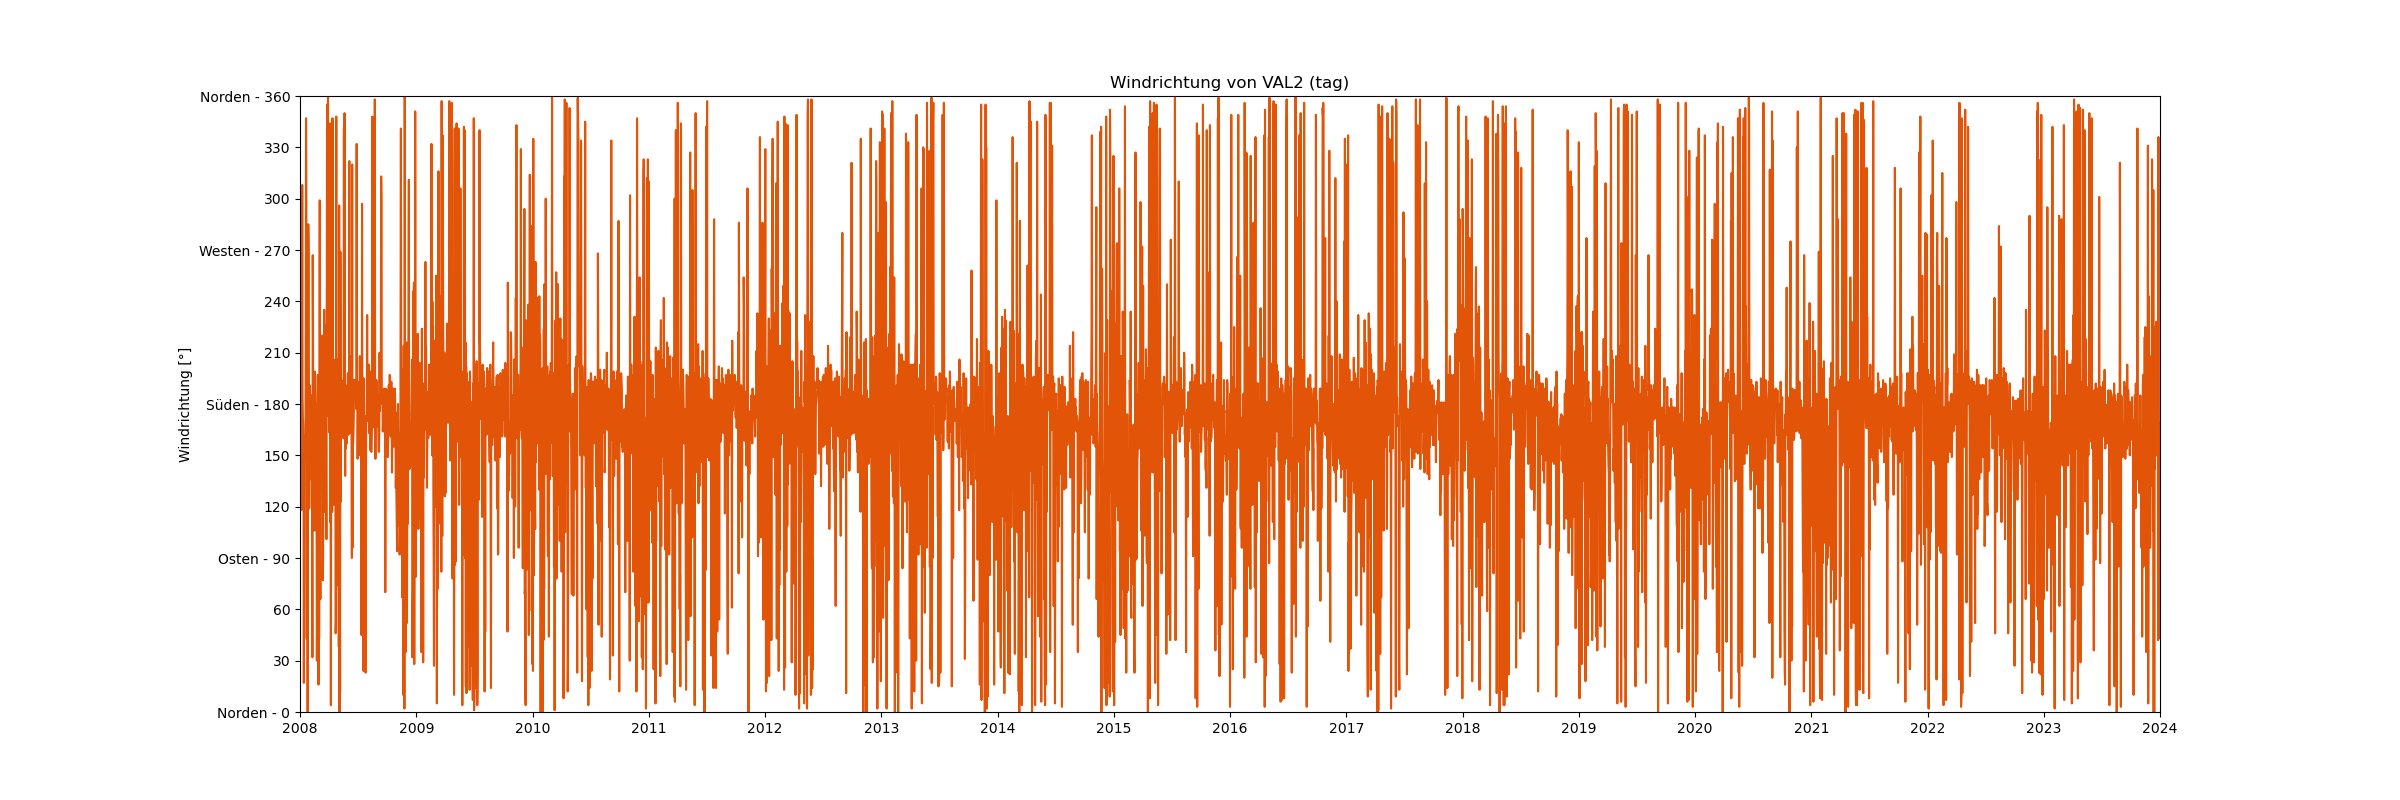 Windrichtung von VAL2 (tag)
Windrichtung [°]
Norden - 360
330
300
Westen - 270
240
210
Süden - 180
150
120
Osten - 90
60
30
Norden - 0
2008 2009 2010 2011 2012 2013 2014 2015 2016 2017 2018 2019 2020 2021 2022 2023 2024